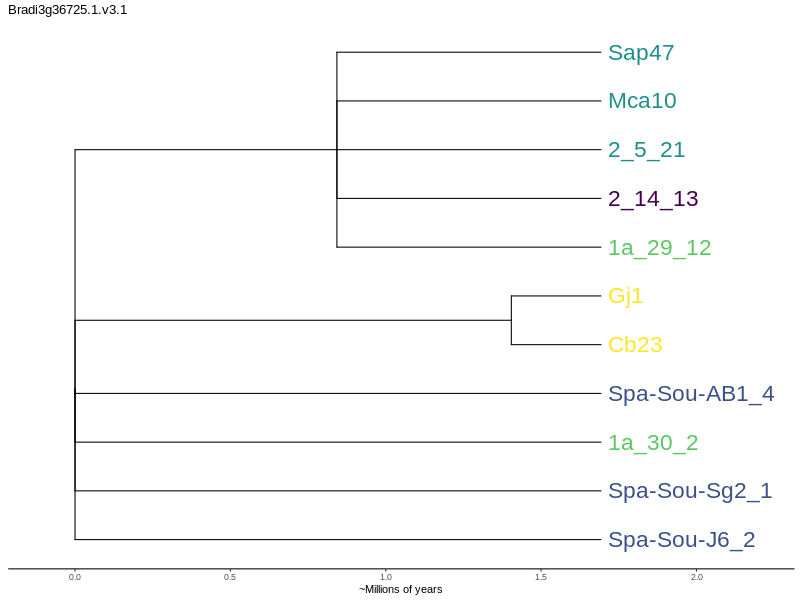 Bradi3g36725.1.v3.1
Sap47
Mca10
2_5_21
2_14_13
1a_29_12
Gj1
Cb23
Spa-Sou-AB1_4
1a_30_2
Spa-Sou-Sg2_1
Spa-Sou-J6_2
0.0 0.5 1.0 1.5 2.0
~Millions of years